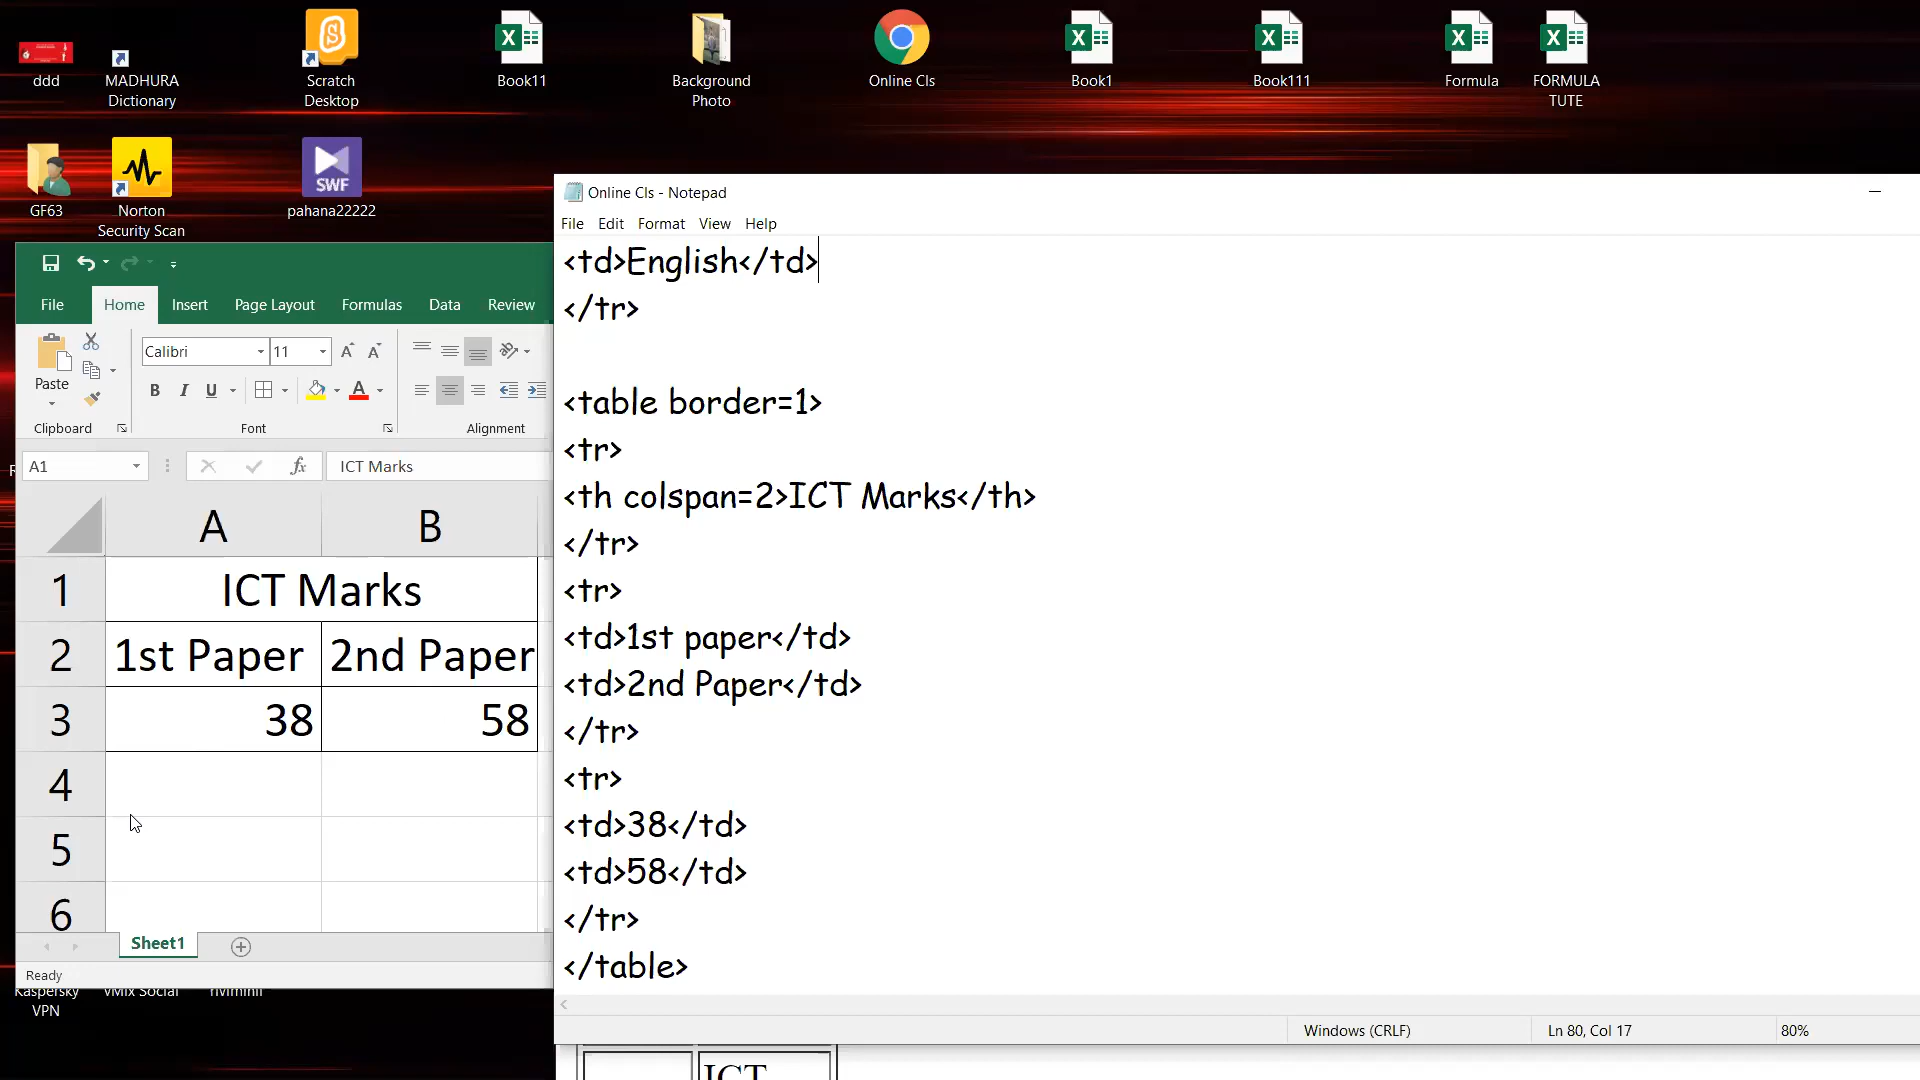 ddd
MADHURA
Dictionary
Scratch
Desktop
Book11
Background
Photo
Online Cls
Book1
Book111
Formula
FORMULA
TUTE
GF63
Norton
Security Scan
SWF
pahana22222
File Home Insert Page Layout Formulas Data Review
Paste
Calibri 11
B I U
Clipboard Font Alignment
A1 fx ICT Marks
A B
1 ICT Marks
2 1st Paper 2nd Paper
3 38 58
4
5
6
Sheet1
Ready
Kaspersky
VPN
vMix Social
Online Cls - Notepad
File Edit Format View Help
<td>English</td>
</tr>
<table border=1>
<tr>
<th colspan=2>ICT Marks</th>
</tr>
<tr>
<td>1st paper</td>
<td>2nd Paper</td>
</tr>
<tr>
<td>38</td>
<td>58</td>
</tr>
</table>
Windows (CRLF) Ln 80, Col 17 80%
ICT